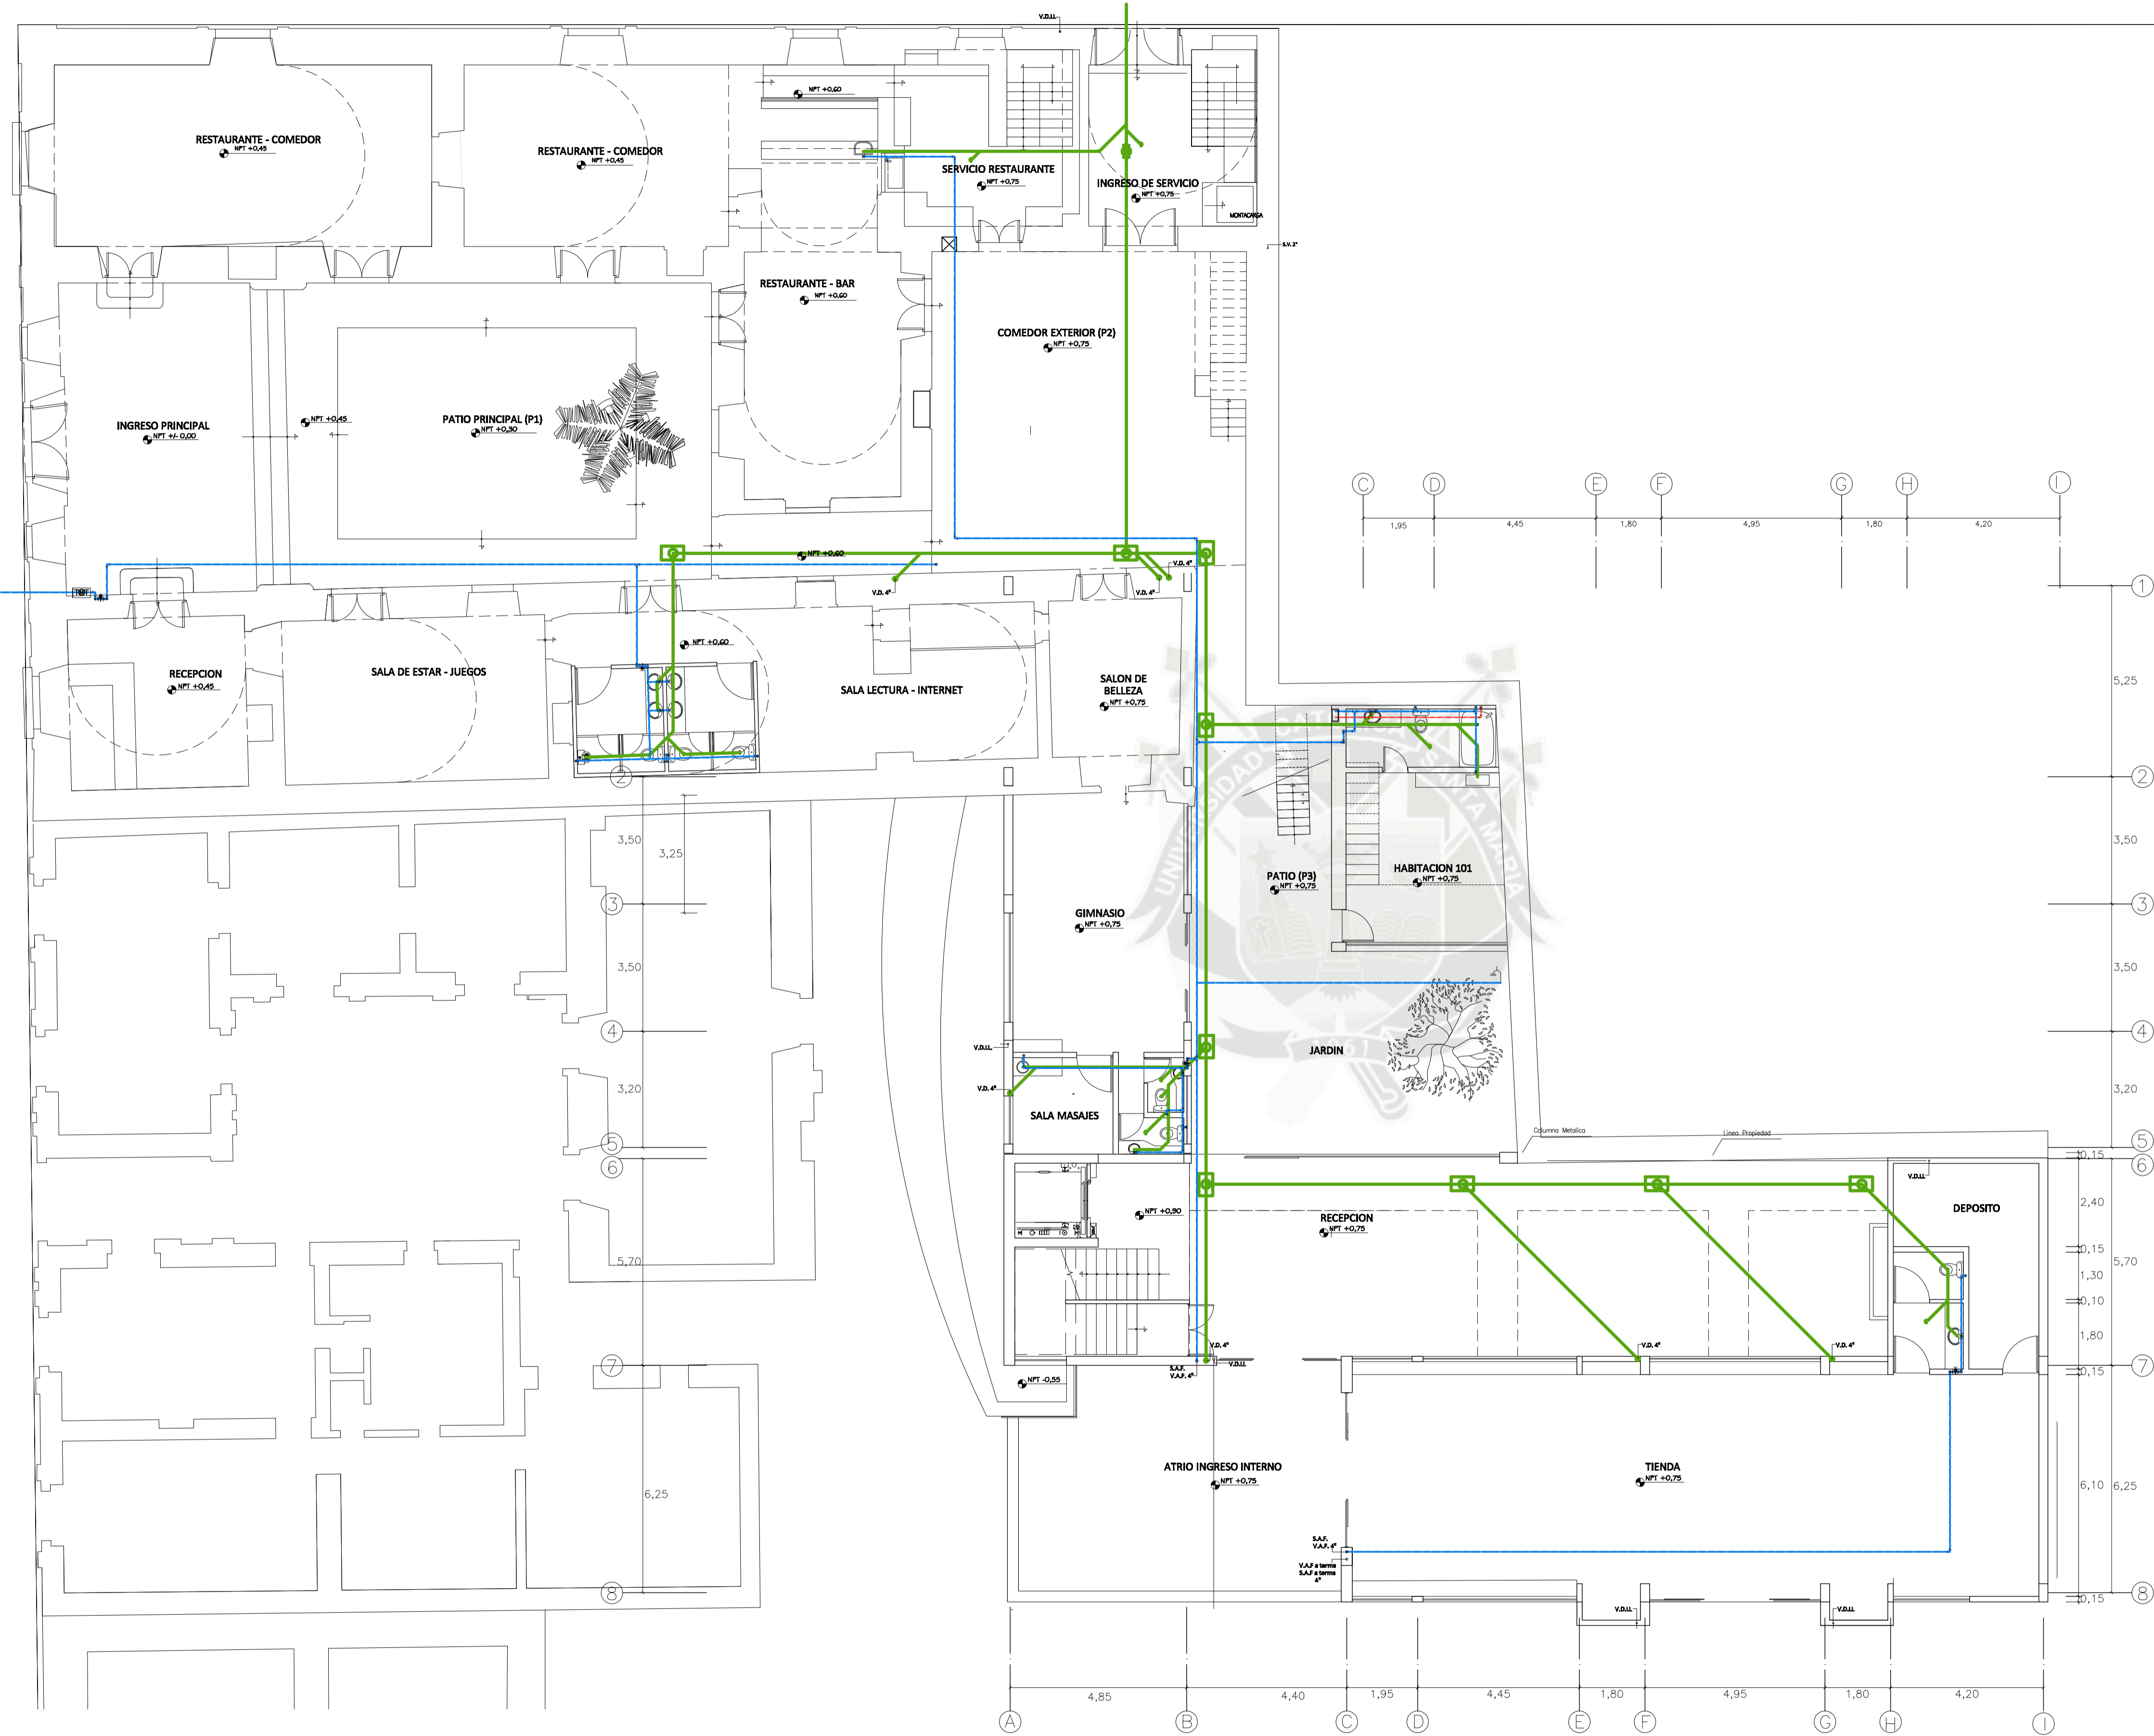 V.D.LL.
NPT +0,60
RESTAURANTE - COMEDOR
NPT +0,45
RESTAURANTE - COMEDOR
NPT +0,45
SERVICIO RESTAURANTE
NPT +0,75
INGRESO DE SERVICIO
NPT +0,75
MONTACARGA
S.V. 2"
RESTAURANTE - BAR
NPT +0,60
COMEDOR EXTERIOR (P2)
NPT +0,75
INGRESO PRINCIPAL
NPT +/- 0,00
NPT +0,45
PATIO PRINCIPAL (P1)
NPT +0,30
C
D
E
F
G
H
I
1,95
4,45
1,80
4,95
1,80
4,20
NPT +0,60
V.D. 4"
V.D. 4"
V.D. 4"
1
NPT +0,60
RECEPCION
NPT +0,45
SALA DE ESTAR - JUEGOS
SALA LECTURA - INTERNET
SALON DE
BELLEZA
NPT +0,75
5,25
2
2
UNIVERSIDAD CATOLICA DE SANTA MARIA
3,50
3,25
3,50
HABITACION 101
NPT +0,75
PATIO (P3)
NPT +0,75
3
3
GIMNASIO
NPT +0,75
3,50
3,50
4
4
V.D.LL.
JARDIN
1961
3,20
V.D. 4"
3,20
SALA MASAJES
Columna Metalica
Linea Propiedad
5
5
0,15
6
6
V.D.LL.
2,40
DEPOSITO
NPT +0,90
RECEPCION
NPT +0,75
0,15
5,70
5,70
1,30
0,10
1,80
V.D. 4"
V.D. 4"
V.D. 4"
V.D.LL.
S.A.F.
V.A.F. 4"
7
7
0,15
NPT -0,55
ATRIO INGRESO INTERNO
NPT +0,75
TIENDA
NPT +0,75
6,25
6,10
6,25
S.A.F.
V.A.F. 4"
V.A.F a terma
S.A.F a terma
4"
8
8
0,15
V.D.LL.
V.D.LL.
4,85
4,40
1,95
4,45
1,80
4,95
1,80
4,20
A
B
C
D
E
F
G
H
I